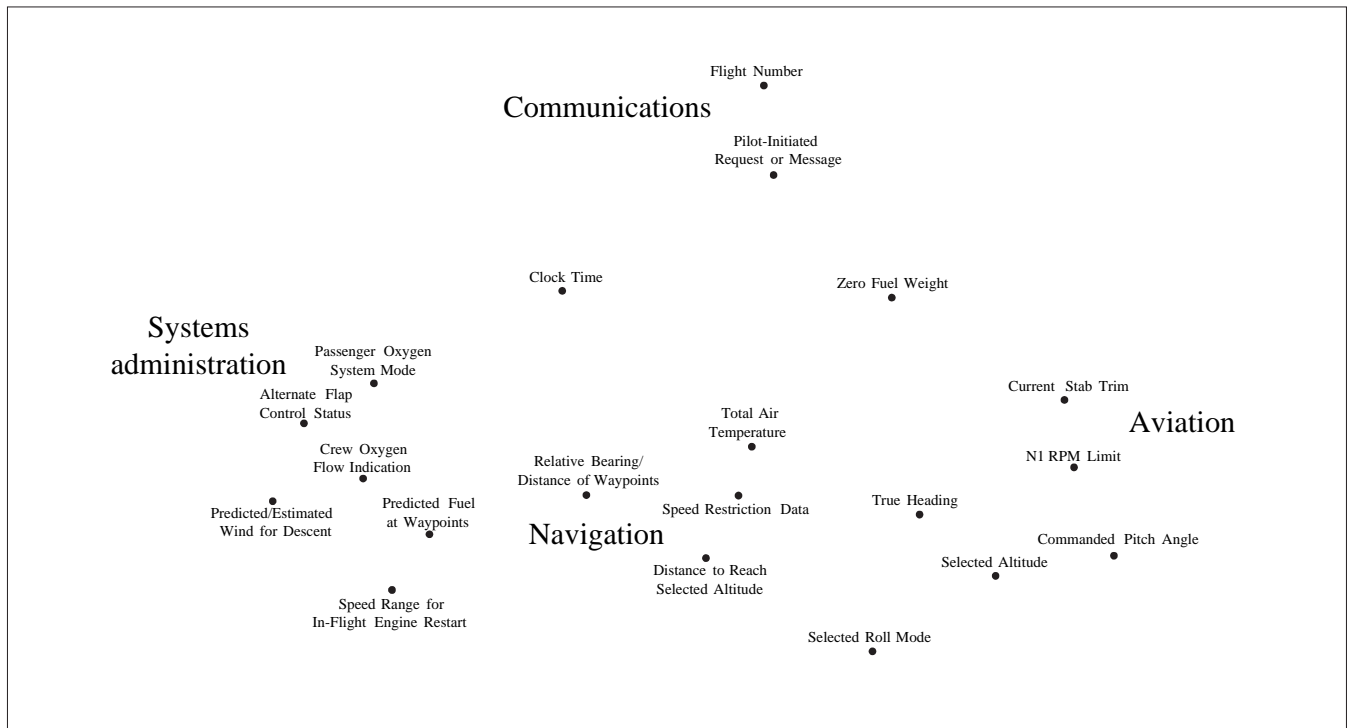 Flight Number
Communications
Pilot-Initiated
Request or Message
Clock Time
Zero Fuel Weight
Systems
administration
Passenger Oxygen
System Mode
Alternate Flap
Control Status
Current Stab Trim
Total Air
Temperature
Aviation
Crew Oxygen
Flow Indication
Relative Bearing/
Distance of Waypoints
N1 RPM Limit
Predicted/Estimated
Wind for Descent
Predicted Fuel
at Waypoints
Speed Restriction Data
True Heading
Navigation
Commanded Pitch Angle
Distance to Reach
Selected Altitude
Selected Altitude
Speed Range for
In-Flight Engine Restart
Selected Roll Mode